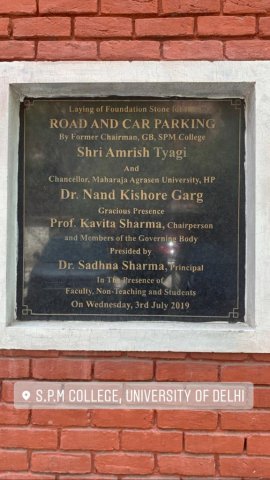 Laying of Foundation Stone for
ROAD AND CAR PARKING
By Former Chairman, GB, SPM College
Shri Amrish Tyagi
And
Chancellor, Maharaja Agrasen University, HP
Dr. Nand Kishore Garg
Gracious Presence
Prof. Kavita Sharma, Chairperson
and Members of the Governing Body
Presided by
Dr. Sadhna Sharma, Principal
In The Presence of
Faculty, Non-Teaching and Students
On Wednesday, 3rd July 2019
S.P.M COLLEGE, UNIVERSITY OF DELHI